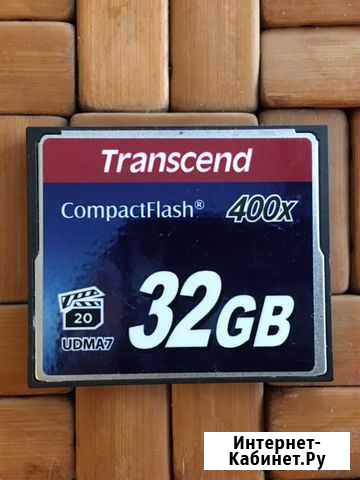 Transcend
CompactFlash® 400x
20
UDMA7
32GB
Интернет-
Кабинет.Ру